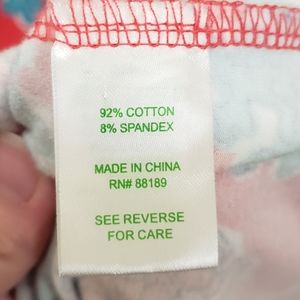 92% COTTON
8% SPANDEX
MADE IN CHINA
RN# 88189
SEE REVERSE
FOR CARE